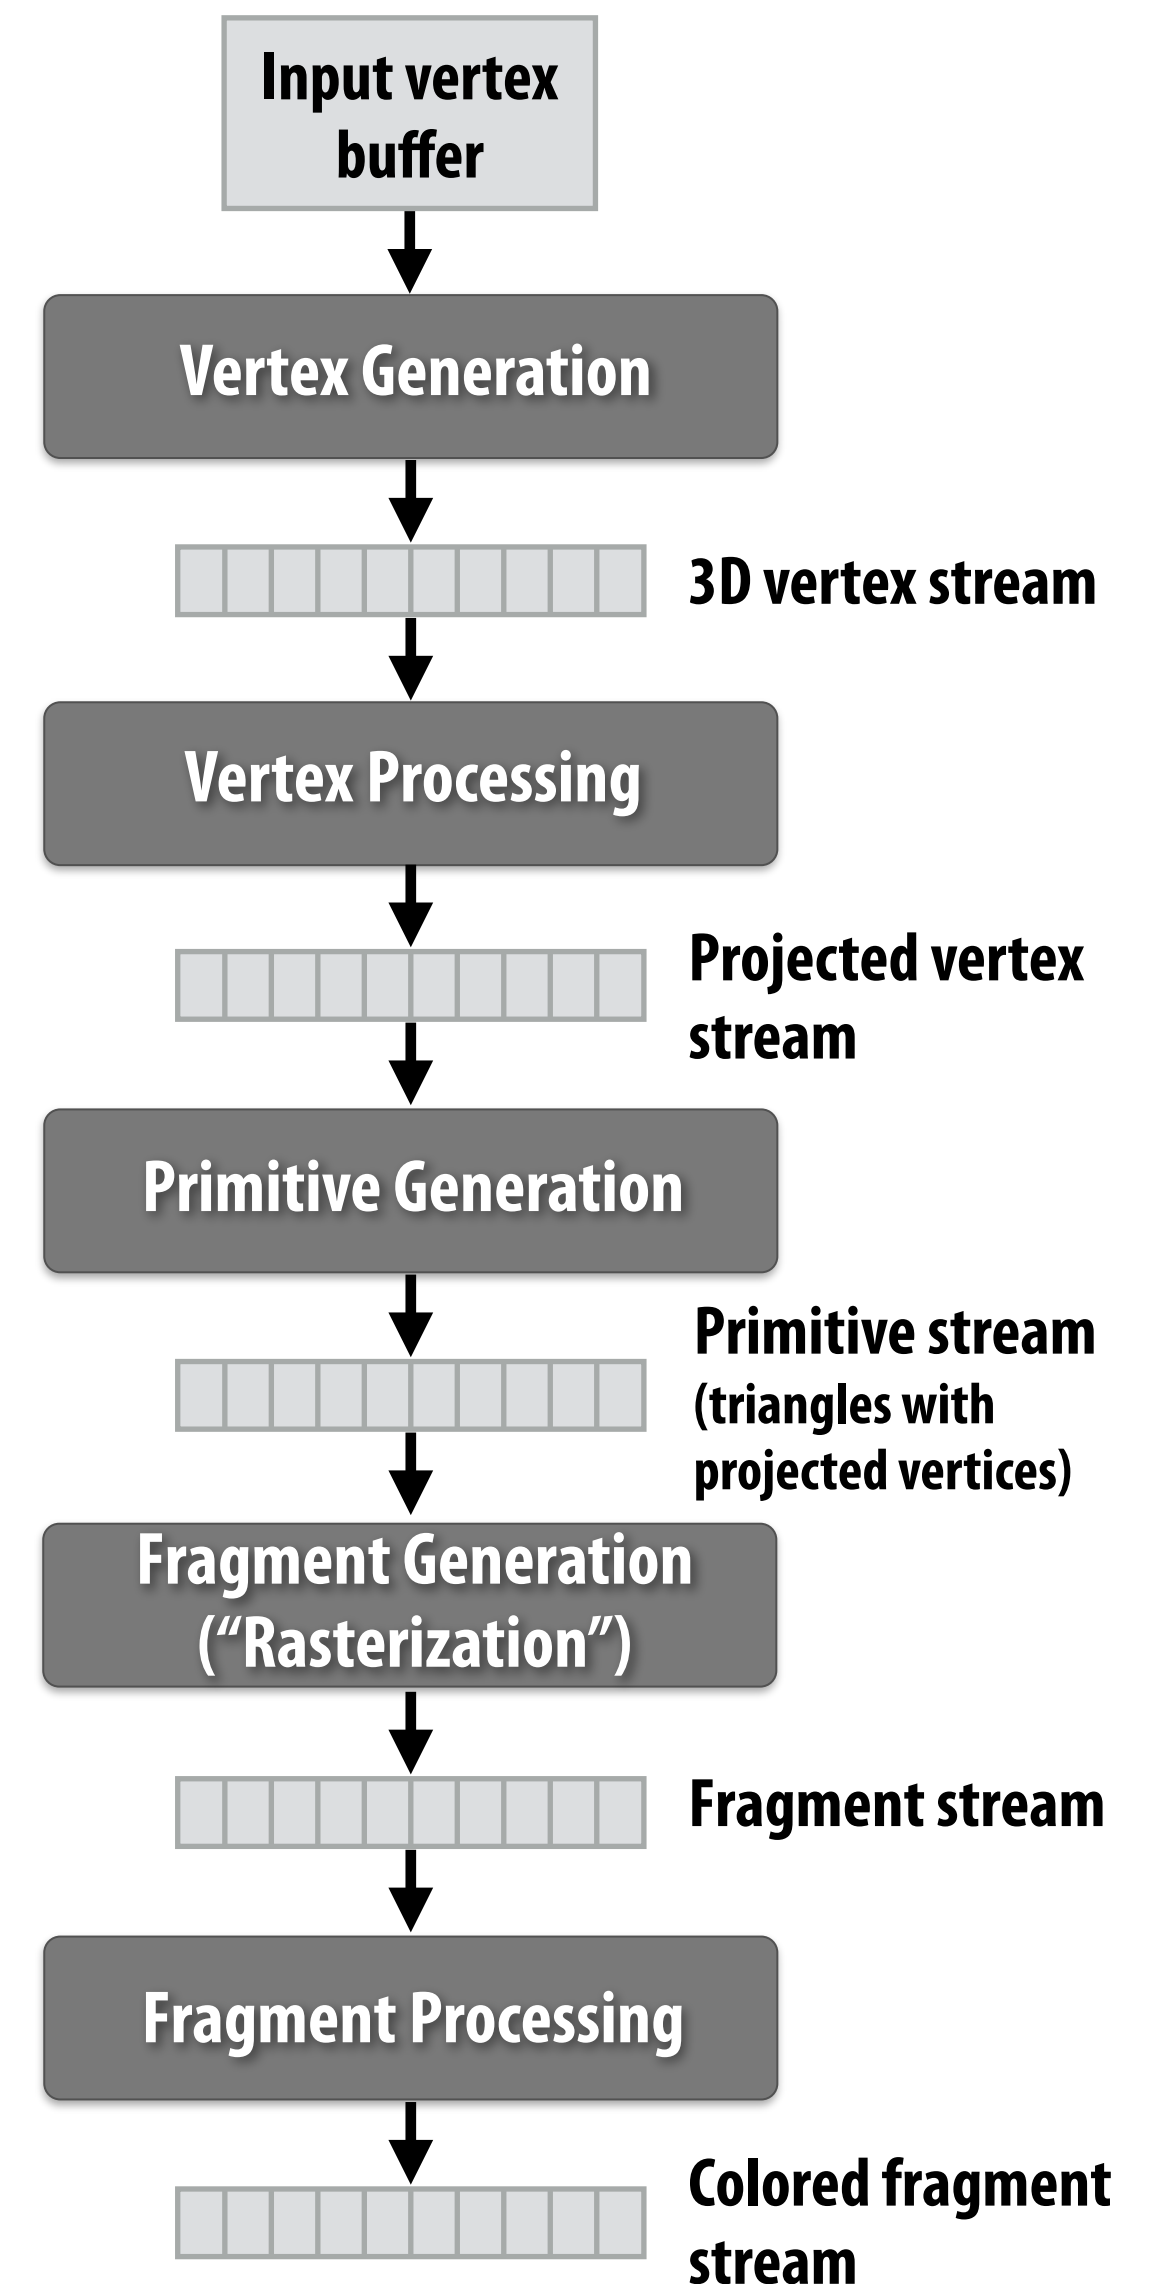 Input vertex
buffer
Vertex Generation
3D vertex stream
Vertex Processing
Projected vertex
stream
Primitive Generation
Primitive stream
(triangles with
projected vertices)
Fragment Generation
(“Rasterization”)
Fragment stream
Fragment Processing
Colored fragment
stream